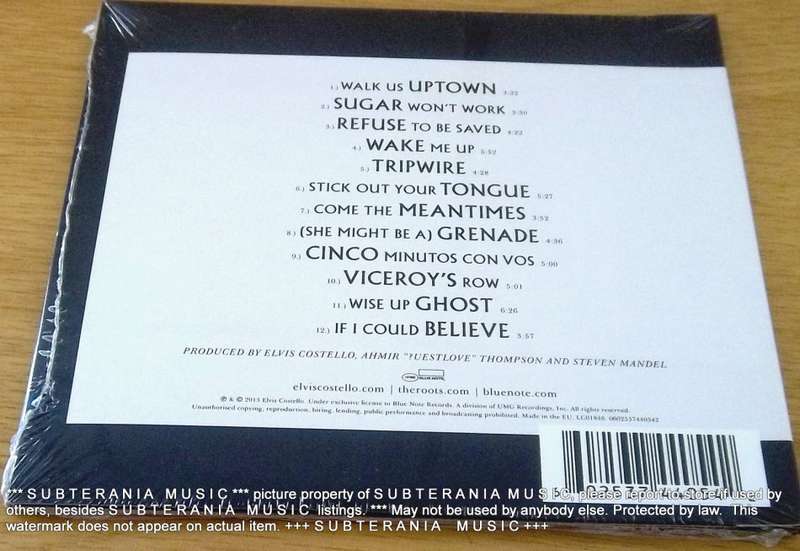 1.) WALK US UPTOWN 3:22
2.) SUGAR WON'T WORK 3:30
3.) REFUSE TO BE SAVED 4:22
4.) WAKE ME UP 5:52
5.) TRIPWIRE 4:28
6.) STICK OUT YOUR TONGUE 5:27
7.) COME THE MEANTIMES 3:52
8.) (SHE MIGHT BE A) GRENADE 4:36
9.) CINCO MINUTOS CON VOS 5:00
10.) VICEROY'S ROW 5:01
11.) WISE UP GHOST 6:26
12.) IF I COULD BELIEVE 3:57
PRODUCED BY ELVIS COSTELLO, AHMIR "?UESTLOVE" THOMPSON AND STEVEN MANDEL
BLUE NOTE
elviscostello.com | theroots.com | bluenote.com
℗ & © 2013 Elvis Costello. Under exclusive license to Blue Note Records. A division of UMG Recordings, Inc. All rights reserved.
Unauthorised copying, reproduction, hiring, lending, public performance and broadcasting prohibited. Made in the EU. LC01846. 0602537440542
*** SUBTERANIA MUSIC *** picture property of SUBTERANIA MUSIC, please report to store if used by
others, besides SUBTERANIA MUSIC listings. *** May not be used by anybody else. Protected by law. This
watermark does not appear on actual item. +++ SUBTERANIA MUSIC +++